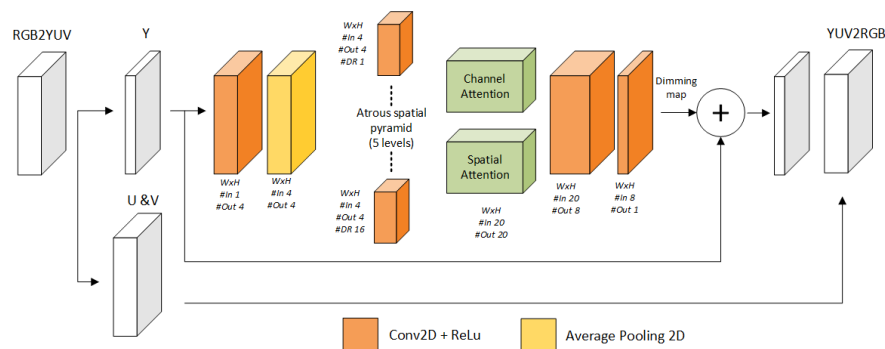 RGB2YUV
Y
WxH
#In 4
#Out 4
#DR 1
YUV2RGB
Channel
Attention
Dimming
map
+
Atrous spatial
pyramid
(5 levels)
Spatial
Attention
WxH
#In 1
#Out 4
WxH
#In 4
#Out 4
WxH
#In 4
#Out 4
#DR 16
WxH
#In 20
#Out 20
WxH
#In 20
#Out 8
WxH
#In 8
#Out 1
U &V
Conv2D + ReLu
Average Pooling 2D